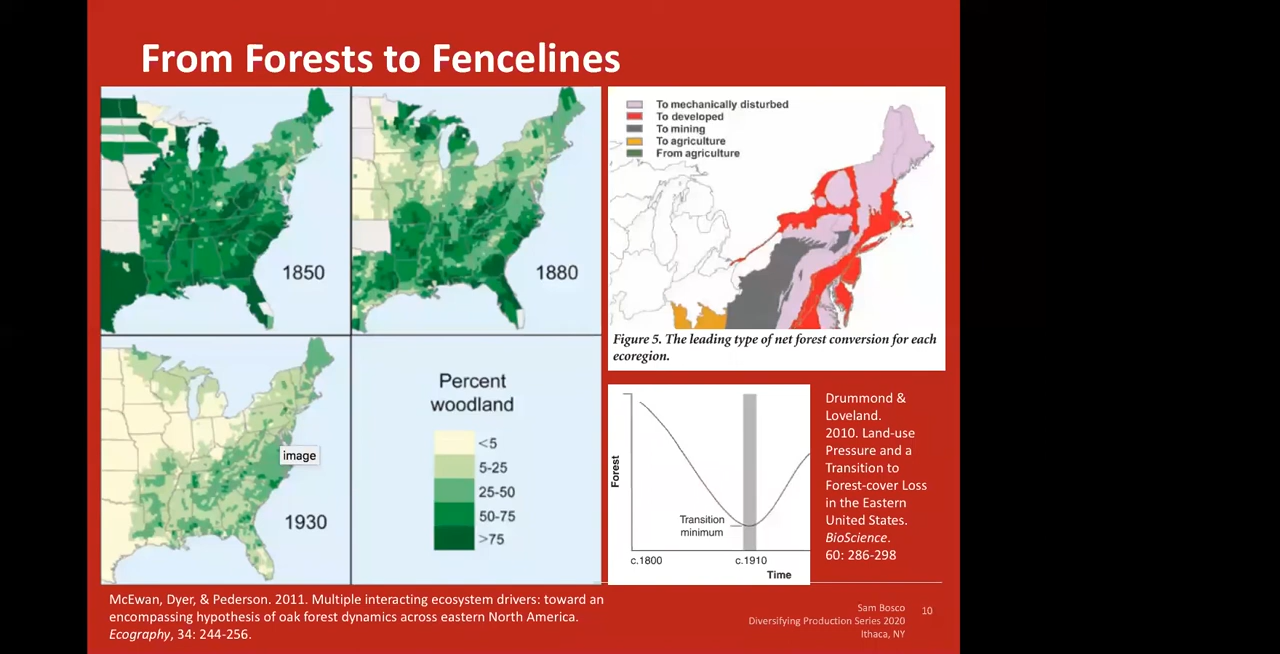 From Forests to Fencelines
1850
1880
1930
image
Percent
woodland
<5
5-25
25-50
50-75
>75
To mechanically disturbed
To developed
To mining
To agriculture
From agriculture
Figure 5. The leading type of net forest conversion for each
ecoregion.
Forest
Transition
minimum
c.1800
c.1910
Time
Drummond &
Loveland.
2010. Land-use
Pressure and a
Transition to
Forest-cover Loss
in the Eastern
United States.
BioScience.
60: 286-298
McEwan, Dyer, & Pederson. 2011. Multiple interacting ecosystem drivers: toward an
encompassing hypothesis of oak forest dynamics across eastern North America.
Ecography, 34: 244-256.
Sam Bosco
Diversifying Production Series 2020
Ithaca, NY
10